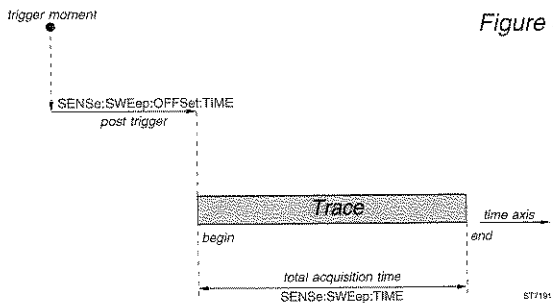 trigger moment
Figure
SENSe:SWEep:OFFSet:TIME
post trigger
Trace
time axis
begin
end
total acquisition time
SENSe:SWEep:TIME
ST7191